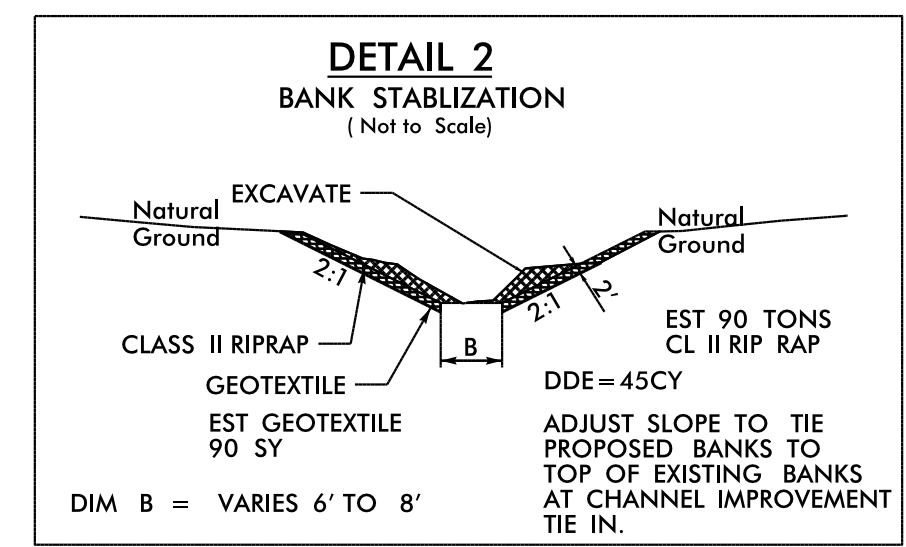 DETAIL 2
BANK STABLIZATION
( Not to Scale)
EXCAVATE
Natural
Ground
Natural
Ground
2:1
2:1
2'
CLASS II RIPRAP
B
EST 90 TONS
CL II RIP RAP
GEOTEXTILE
DDE=45CY
EST GEOTEXTILE
90 SY
ADJUST SLOPE TO TIE
PROPOSED BANKS TO
TOP OF EXISTING BANKS
AT CHANNEL IMPROVEMENT
TIE IN.
DIM B = VARIES 6' TO 8'